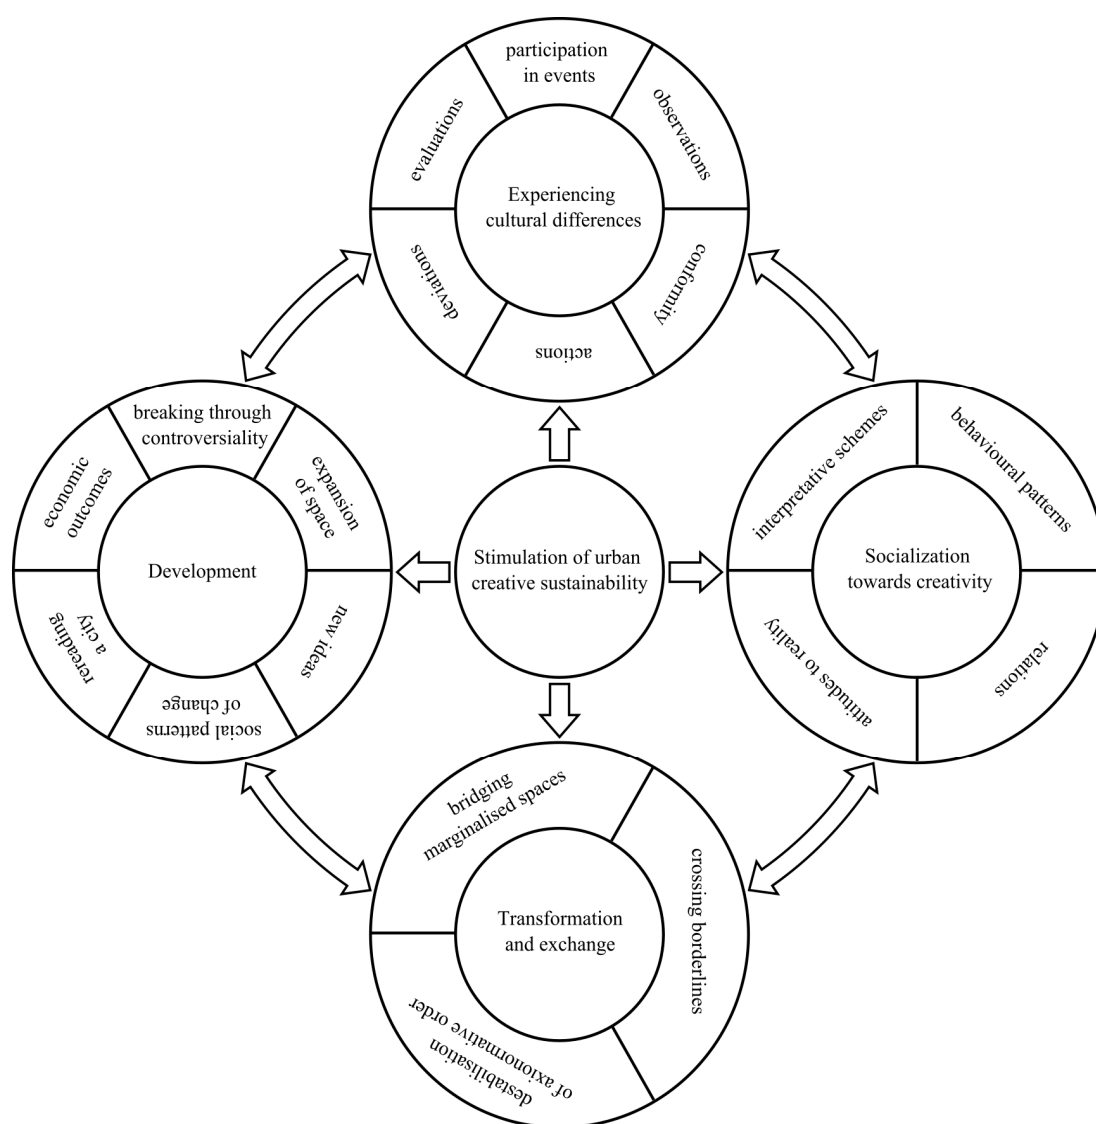 participation
in events
observations
conformity
actions
deviations
evaluations
Experiencing
cultural differences
breaking through
controversiality
expansion
of space
new ideas
social patterns
of change
rereading
a city
economic
outcomes
Development
Stimulation of urban
creative sustainability
interpretative schemes
behavioural patterns
relations
attitudes to reality
Socialization
towards creativity
bridging
marginalised spaces
crossing borderlines
destabilisation
of axionormative order
Transformation
and exchange